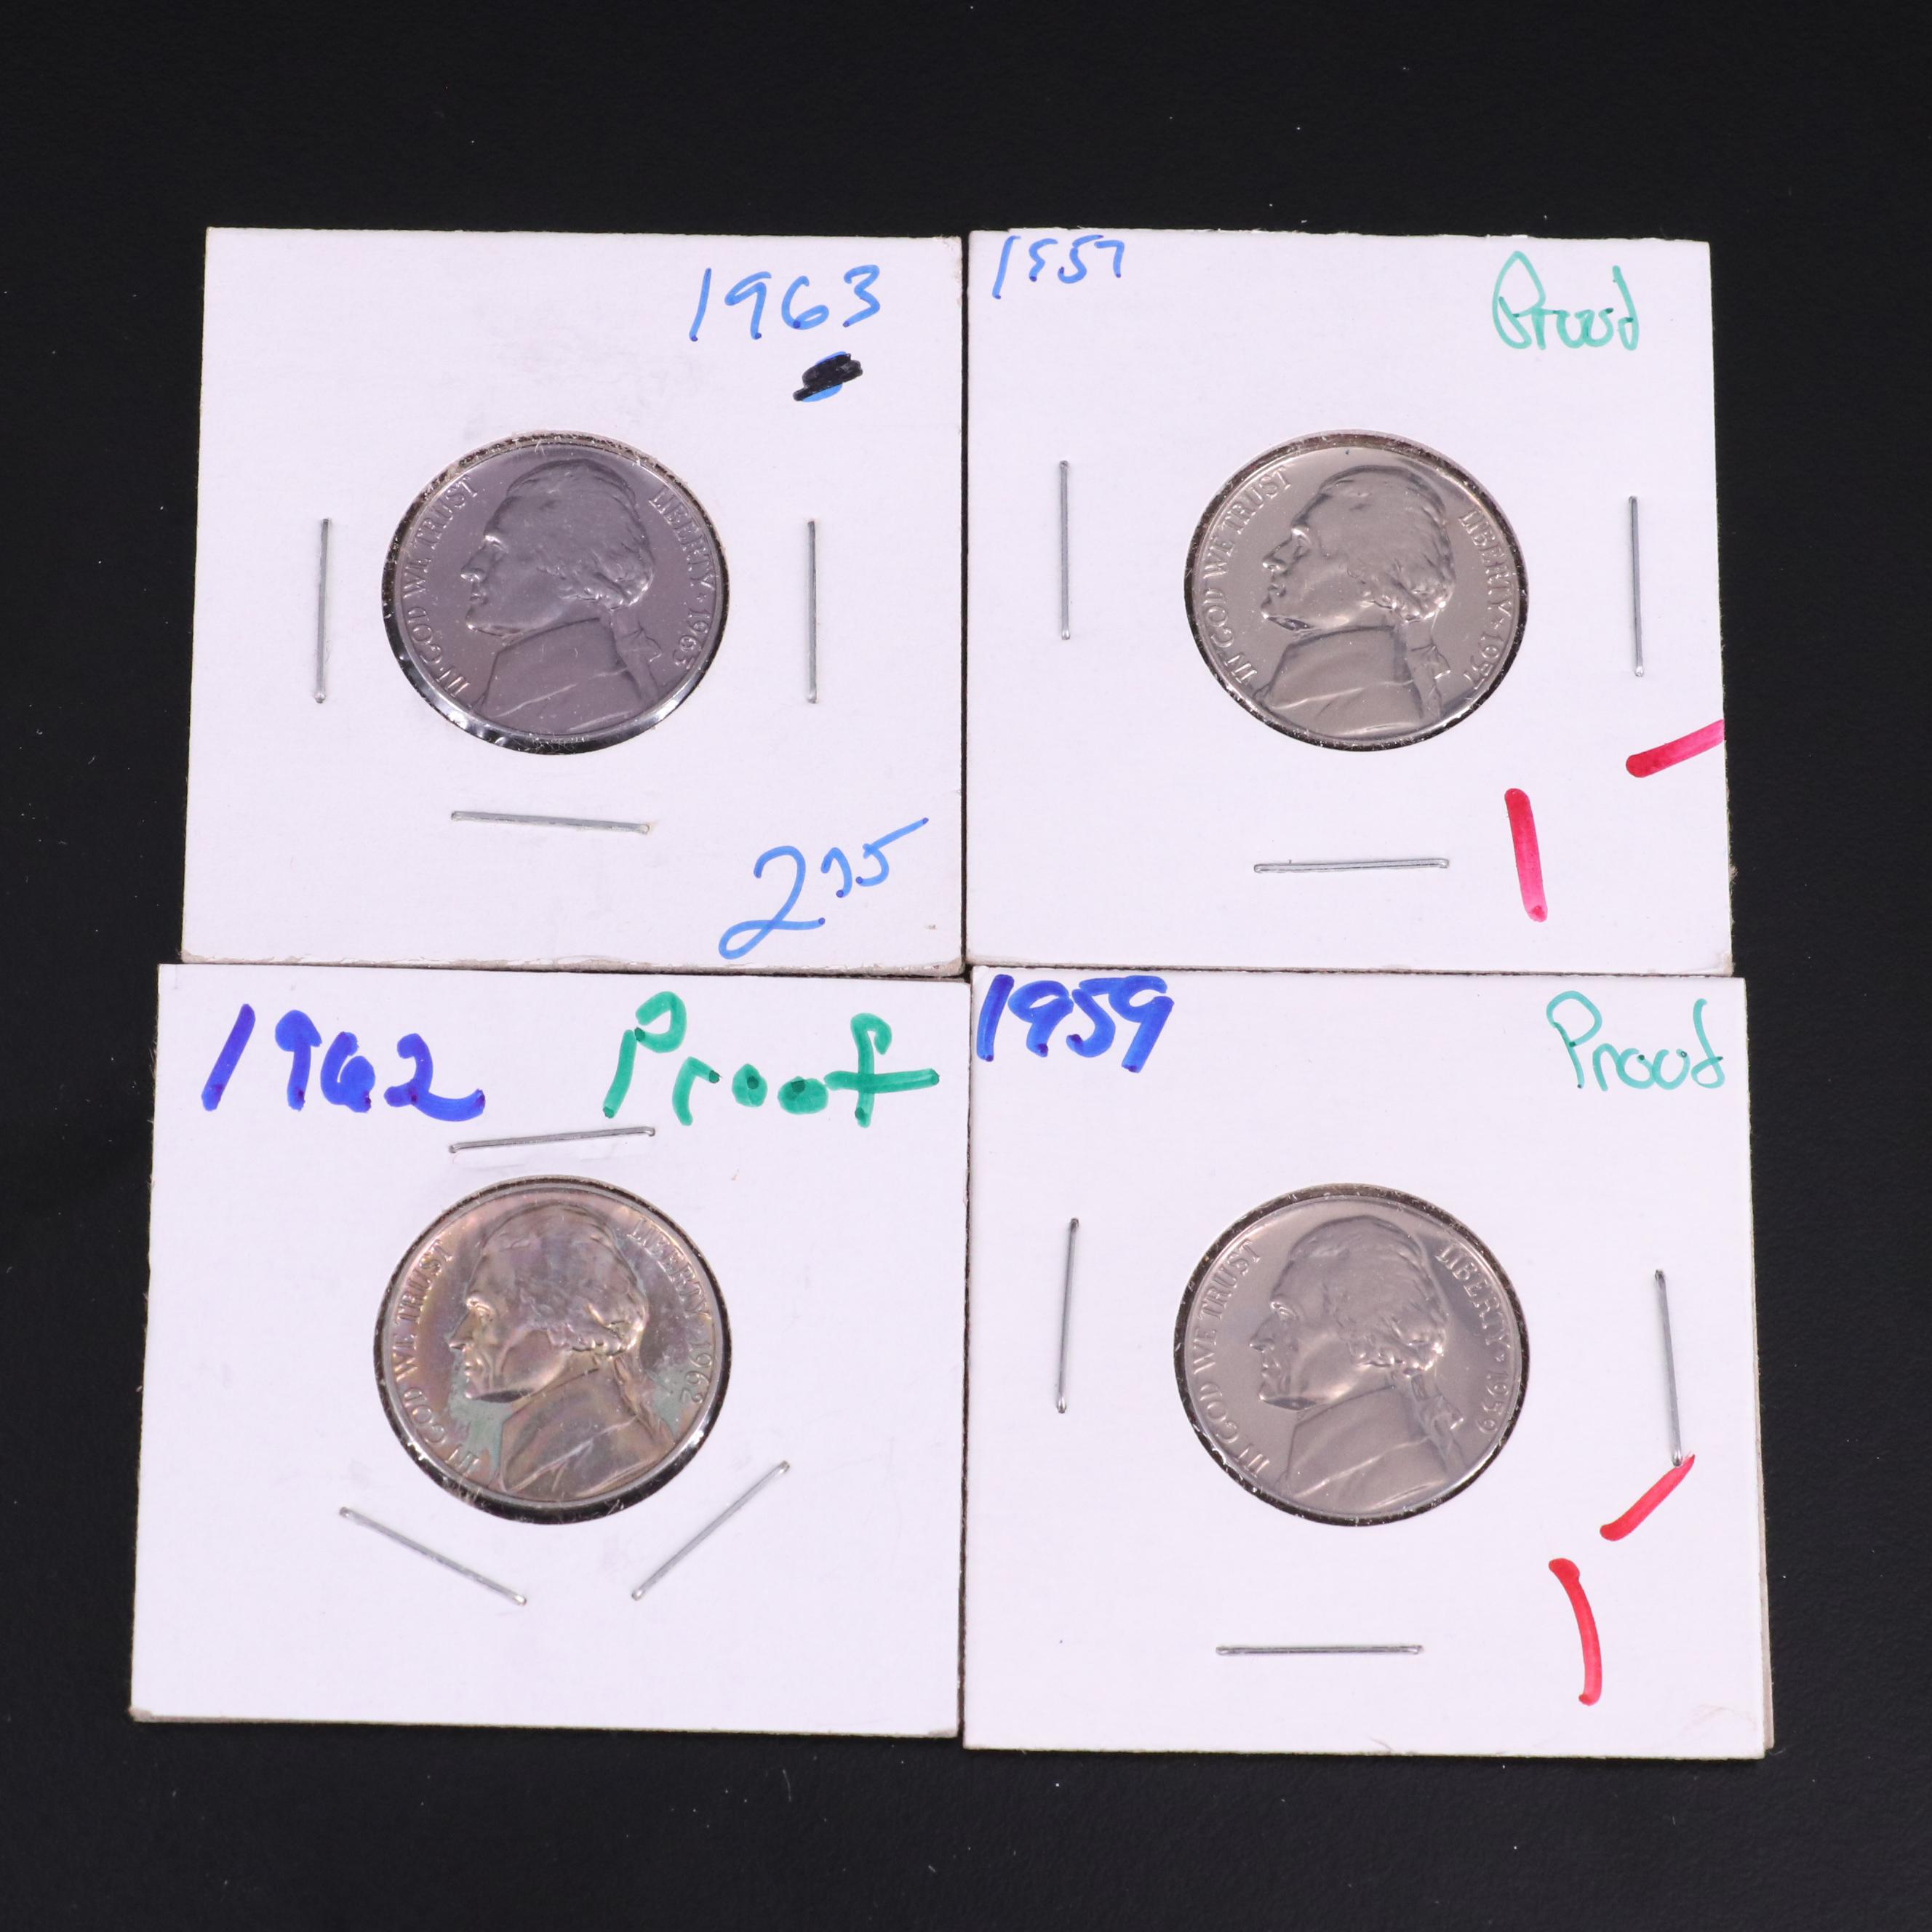 1963
IN GOD WE TRUST
LIBERTY * 1963
2 75
1957
Proof
IN GOD WE TRUST
LIBERTY * 1957
1962 Proof
IN GOD WE TRUST
LIBERTY * 1962
1959
Proof
IN GOD WE TRUST
LIBERTY * 1959